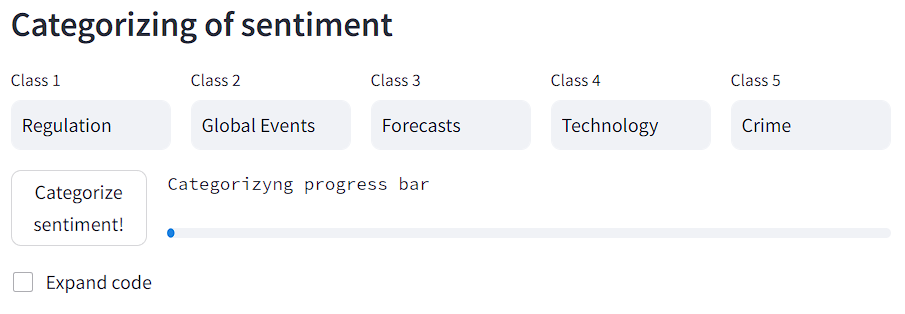 Categorizing of sentiment
Class 1
Class 2
Class 3
Class 4
Class 5
Regulation
Global Events
Forecasts
Technology
Crime
Categorize
sentiment!
Categorizyng progress bar
Expand code